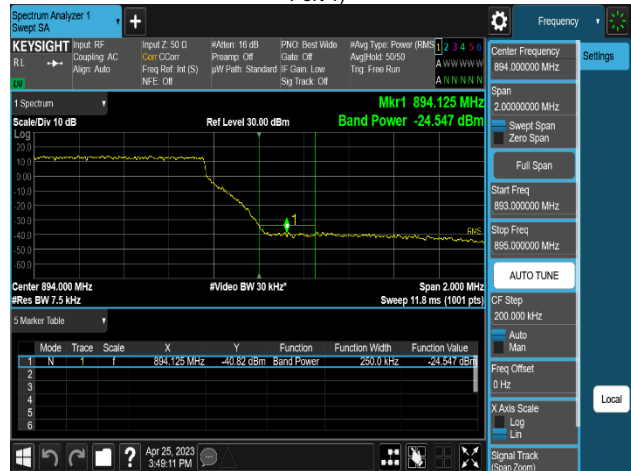 Spectrum Analyzer 1
Swept SA
Frequency
KEYSIGHT
Input: RF
Coupling: AC
Align: Auto
Input Z: 50 Ω
Corr CCorr
Freq Ref: Int (S)
NFE: Off
#Atten: 16 dB
Preamp: Off
µW Path: Standard
PNO: Best Wide
Gate: Off
IF Gain: Low
Sig Track: Off
#Avg Type: Power (RMS)
Avg|Hold: 50/50
Trig: Free Run
1 2 3 4 5 6
A W W W W W
A N N N N N
RL
LXI
1 Spectrum
Mkr1 894.125 MHz
Scale/Div 10 dB
Ref Level 30.00 dBm
Band Power -24.547 dBm
Log
20.0
10.0
0.00
-10.0
-20.0
-30.0
-40.0
-50.0
-60.0
1
RMS
Center 894.000 MHz
#Video BW 30 kHz*
Span 2.000 MHz
#Res BW 7.5 kHz
Sweep 11.8 ms (1001 pts)
5 Marker Table
Mode Trace Scale X Y Function Function Width Function Value
1 N 1 f 894.125 MHz -40.82 dBm Band Power 250.0 kHz -24.547 dBm
2
3
4
5
6
Apr 25, 2023
3:49:11 PM
Center Frequency
894.000000 MHz
Settings
Span
2.00000000 MHz
Swept Span
Zero Span
Full Span
Start Freq
893.000000 MHz
Stop Freq
895.000000 MHz
AUTO TUNE
CF Step
200.000 kHz
Auto
Man
Freq Offset
0 Hz
X Axis Scale
Log
Lin
Local
Signal Track
(Span Zoom)